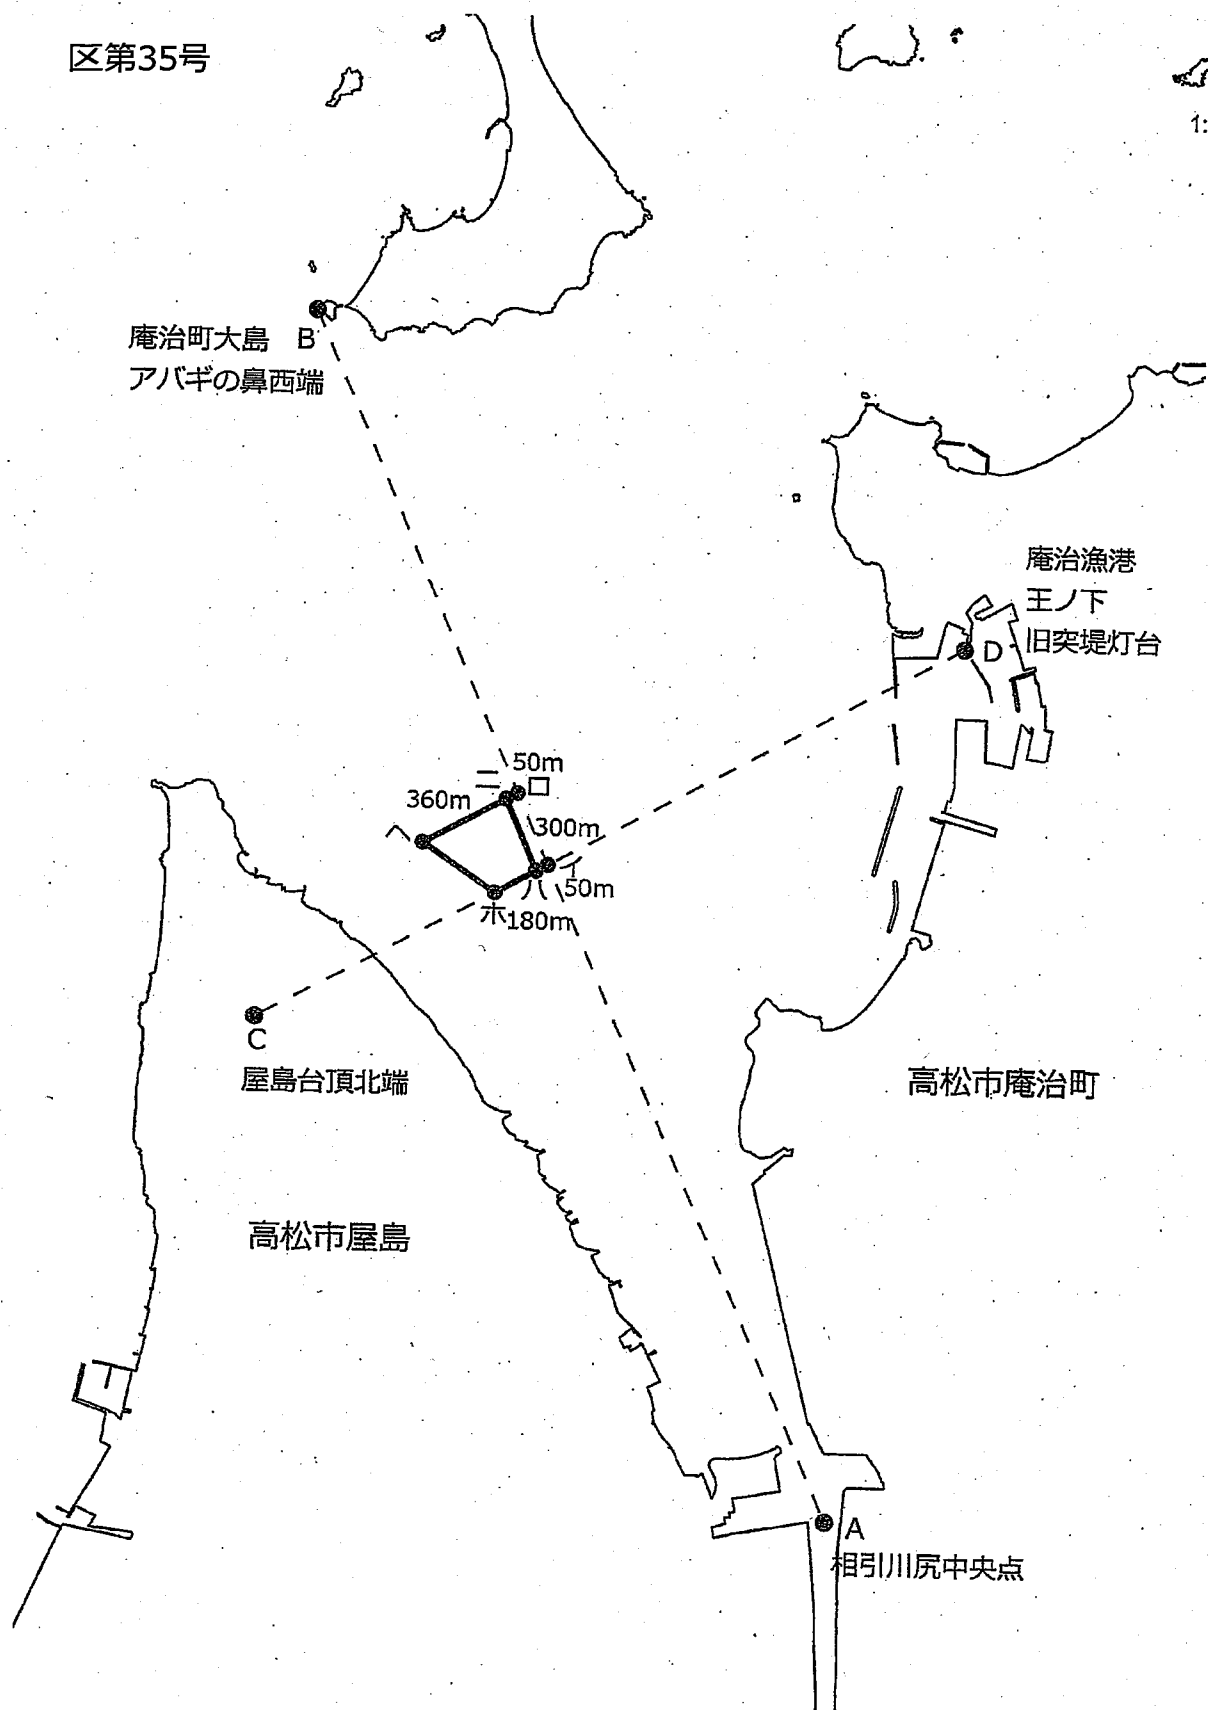 区第35号
1:
庵治町大島 B
アバギの鼻西端
庵治漁港
王ノ下
D 旧突堤灯台
50m
ニ ロ
360m
ヘ 300m
イ
ハ 50m
ホ 180m
C
屋島台頂北端
高松市庵治町
高松市屋島
A
相引川尻中央点